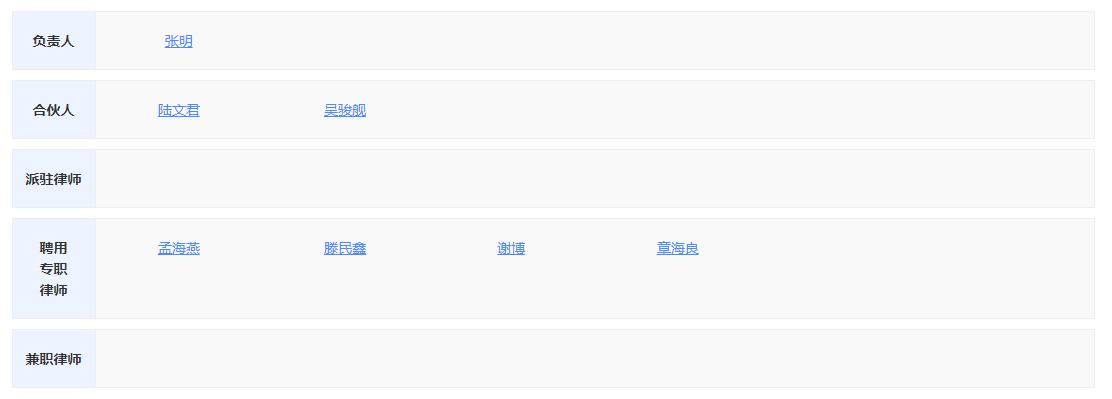 负责人 张明
合伙人 陆文君 吴骏舰
派驻律师
聘用 孟海燕 滕民鑫 谢博 章海良
专职
律师
兼职律师